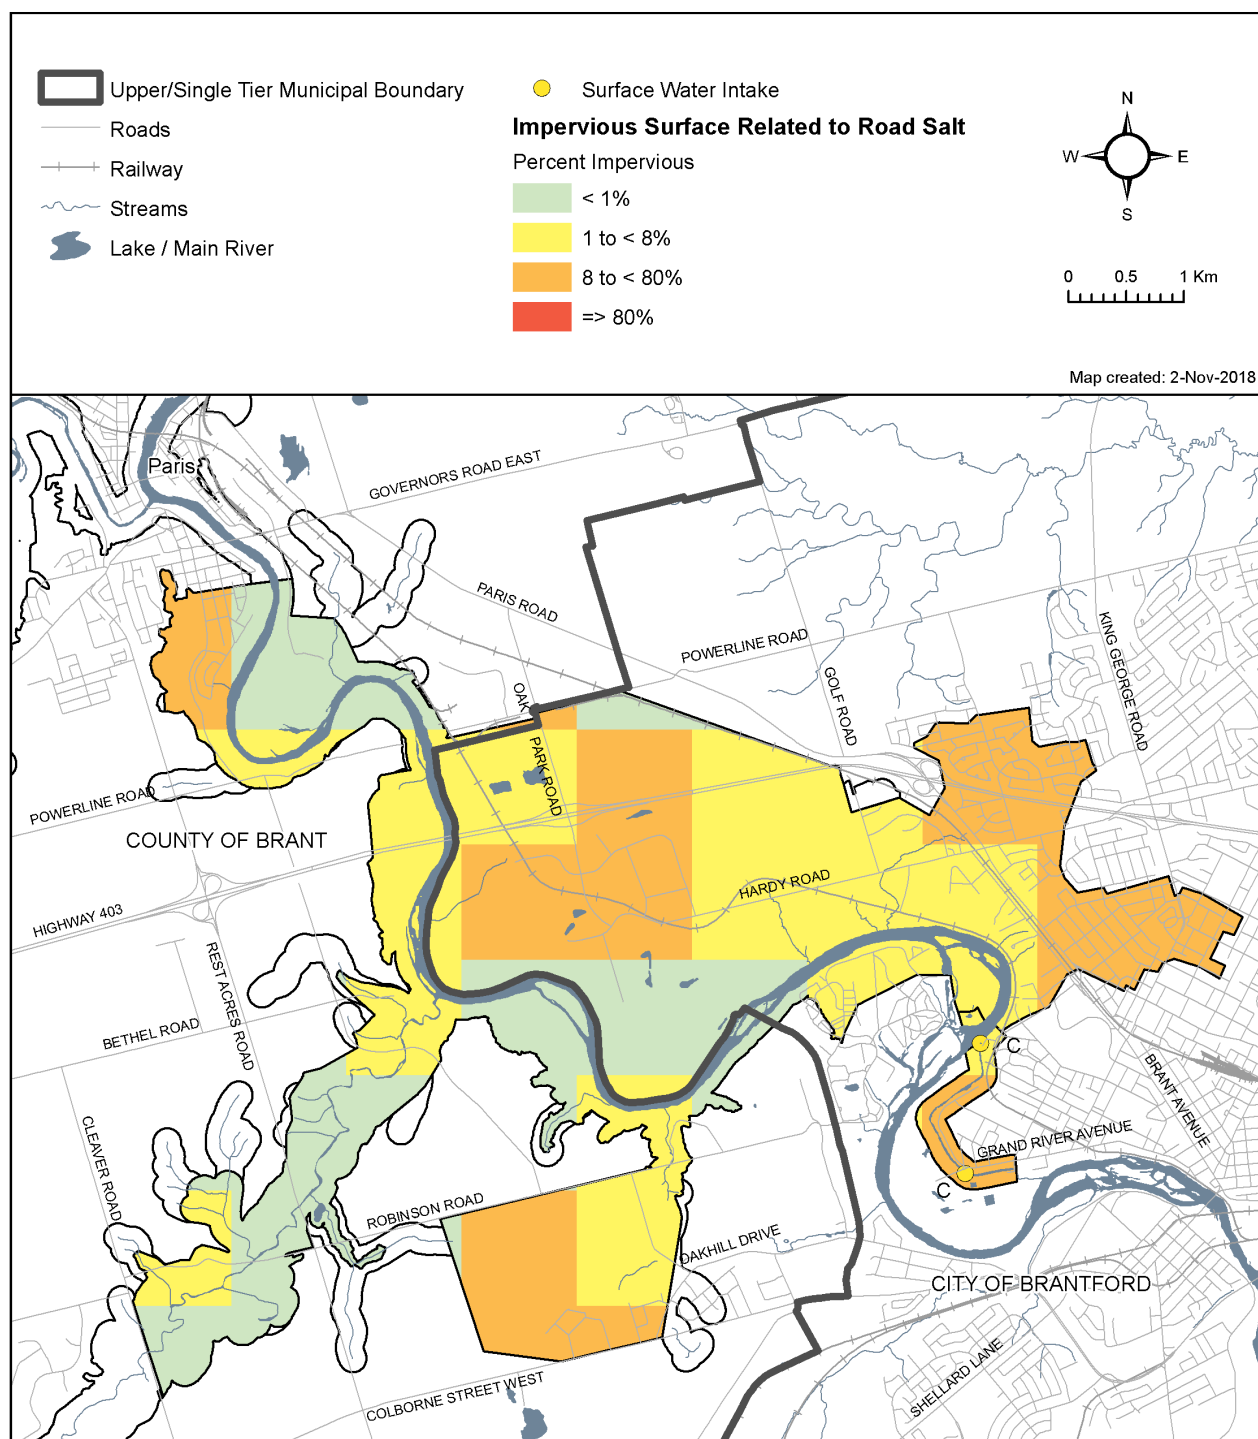 Upper/Single Tier Municipal Boundary
Roads
Railway
Streams
Lake / Main River
Surface Water Intake
Impervious Surface Related to Road Salt
Percent Impervious
< 1%
1 to < 8%
8 to < 80%
=> 80%
N
W
E
S
0 0.5 1 Km
Map created: 2-Nov-2018
Paris
GOVERNORS ROAD EAST
PARIS ROAD
POWERLINE ROAD
KING GEORGE ROAD
GOLF ROAD
OAK
PARK ROAD
POWERLINE ROAD
COUNTY OF BRANT
HARDY ROAD
HIGHWAY 403
REST ACRES ROAD
BETHEL ROAD
C
BRANT AVENUE
CLEAVER ROAD
GRAND RIVER AVENUE
C
ROBINSON ROAD
OAKHILL DRIVE
CITY OF BRANTFORD
SHELLARD LANE
COLBORNE STREET WEST